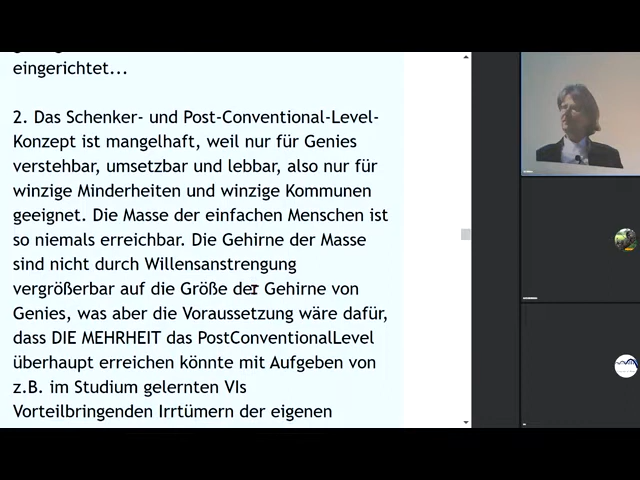 eingerichtet...
2. Das Schenker- und Post-Conventional-Level-
Konzept ist mangelhaft, weil nur für Genies
verstehbar, umsetzbar und lebbar, also nur für
winzige Minderheiten und winzige Kommunen
geeignet. Die Masse der einfachen Menschen ist
so niemals erreichbar. Die Gehirne der Masse
sind nicht durch Willensanstrengung
vergrößerbar auf die Größe der Gehirne von
Genies, was aber die Voraussetzung wäre dafür,
dass DIE MEHRHEIT das PostConventionalLevel
überhaupt erreichen könnte mit Aufgeben von
z.B. im Studium gelernten VIs
Vorteilbringenden Irrtümern der eigenen